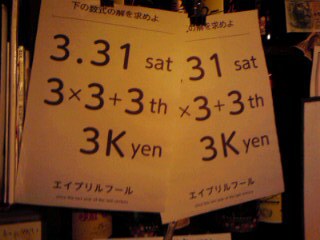 下の数式の解を求めよ
3.31 sat
3×3+3th
3K yen
エイプリルフール
の解を求めよ
31 sat
×3+3th
3K yen
エイプリルフール